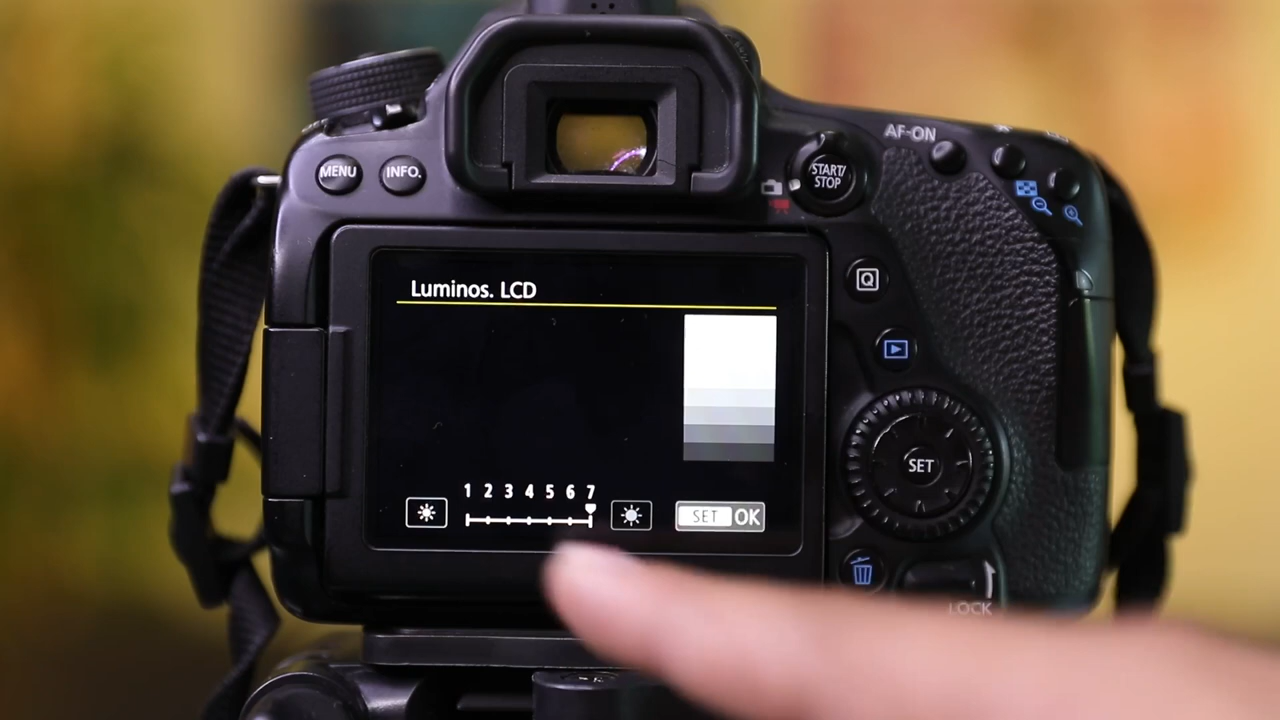 AF-ON
MENU
INFO.
START/
STOP
Q
Luminos. LCD
SET
1 2 3 4 5 6 7
SET OK
LOCK